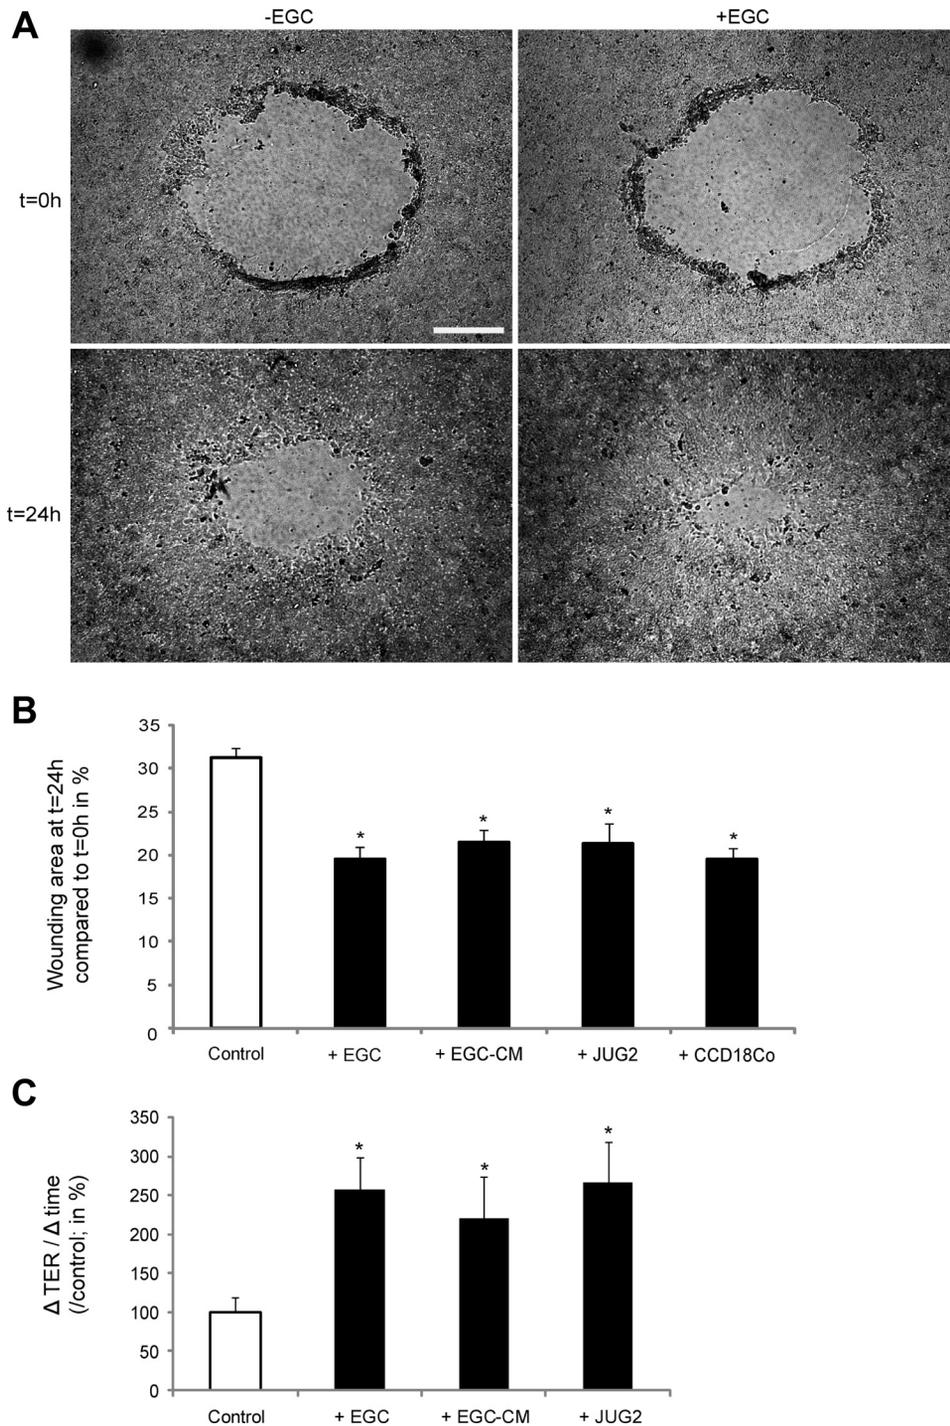 A
-EGC
+EGC
t=0h
t=24h
B
Wounding area at t=24h
compared to t=0h in %
35
30
25
20
15
10
5
0
*
*
*
*
Control
+ EGC
+ EGC-CM
+ JUG2
+ CCD18Co
C
Δ TER / Δ time
(/control; in %)
350
300
250
200
150
100
50
0
*
*
*
Control
+ EGC
+ EGC-CM
+ JUG2